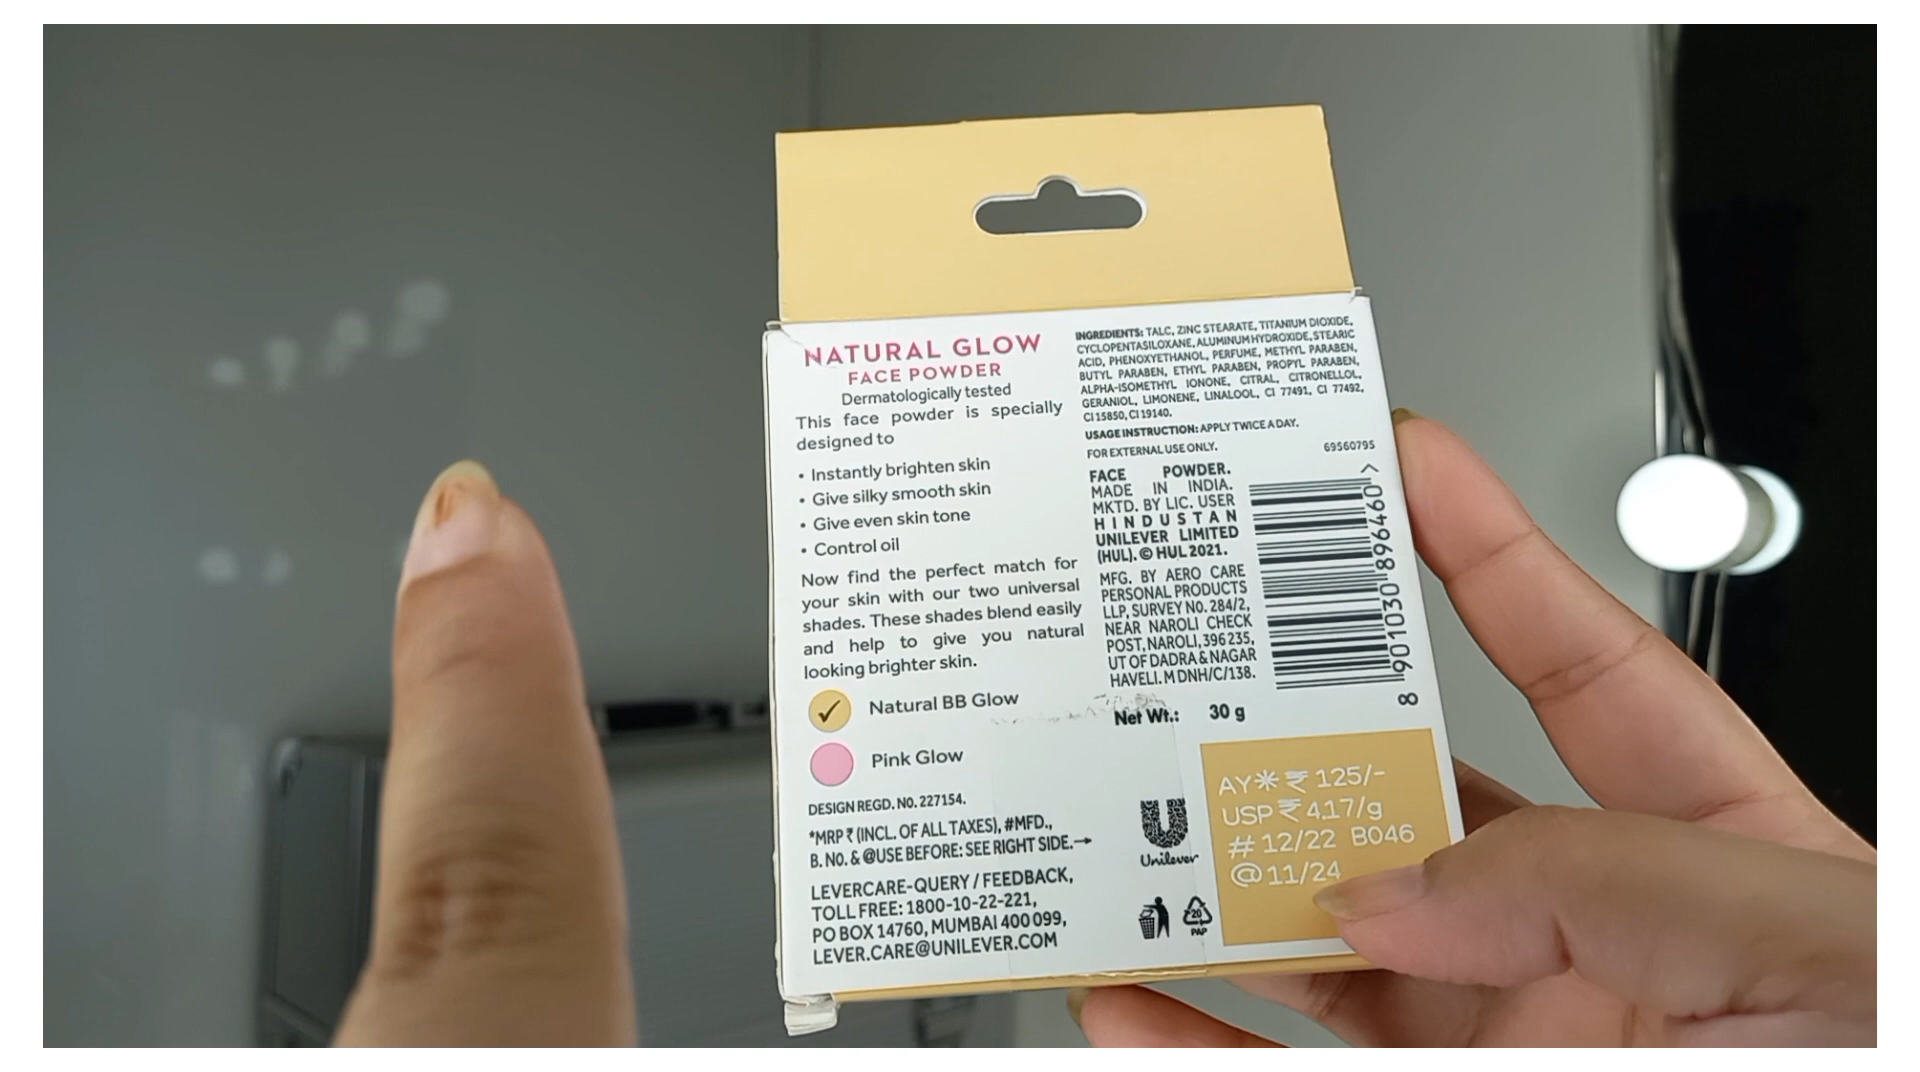 NATURAL GLOW
FACE POWDER
Dermatologically tested
This face powder is specially
designed to
• Instantly brighten skin
• Give silky smooth skin
• Give even skin tone
• Control oil
Now find the perfect match for
your skin with our two universal
shades. These shades blend easily
and help to give you natural
looking brighter skin.
Natural BB Glow
Pink Glow
DESIGN REGD. NO. 227154.
*MRP ₹ (INCL. OF ALL TAXES), #MFD.,
B. NO. & @USE BEFORE: SEE RIGHT SIDE.→
LEVERCARE-QUERY / FEEDBACK,
TOLL FREE: 1800-10-22-221,
PO BOX 14760, MUMBAI 400 099,
LEVER.CARE@UNILEVER.COM
INGREDIENTS: TALC, ZINC STEARATE, TITANIUM DIOXIDE,
CYCLOPENTASILOXANE, ALUMINUM HYDROXIDE, STEARIC
ACID, PHENOXYETHANOL, PERFUME, METHYL PARABEN,
BUTYL PARABEN, ETHYL PARABEN, PROPYL PARABEN,
ALPHA-ISOMETHYL IONONE, CITRAL, CITRONELLOL,
GERANIOL, LIMONENE, LINALOOL, CI 77491, CI 77492,
CI 15850, CI 19140.
USAGE INSTRUCTION: APPLY TWICE A DAY.
FOR EXTERNAL USE ONLY.
69560795
FACE POWDER.
MADE IN INDIA.
MKTD. BY LIC. USER
HINDUSTAN
UNILEVER LIMITED
(HUL). © HUL 2021.
MFG. BY AERO CARE
PERSONAL PRODUCTS
LLP, SURVEY NO. 284/2,
NEAR NAROLI CHECK
POST, NAROLI, 396 235,
UT OF DADRA & NAGAR
HAVELI. M DNH/C/138.
8 901030 896460 >
Net Wt.: 30 g
Unilever
20
PAP
AY* ₹ 125/-
USP ₹ 4.17/g
# 12/22 B046
@ 11/24